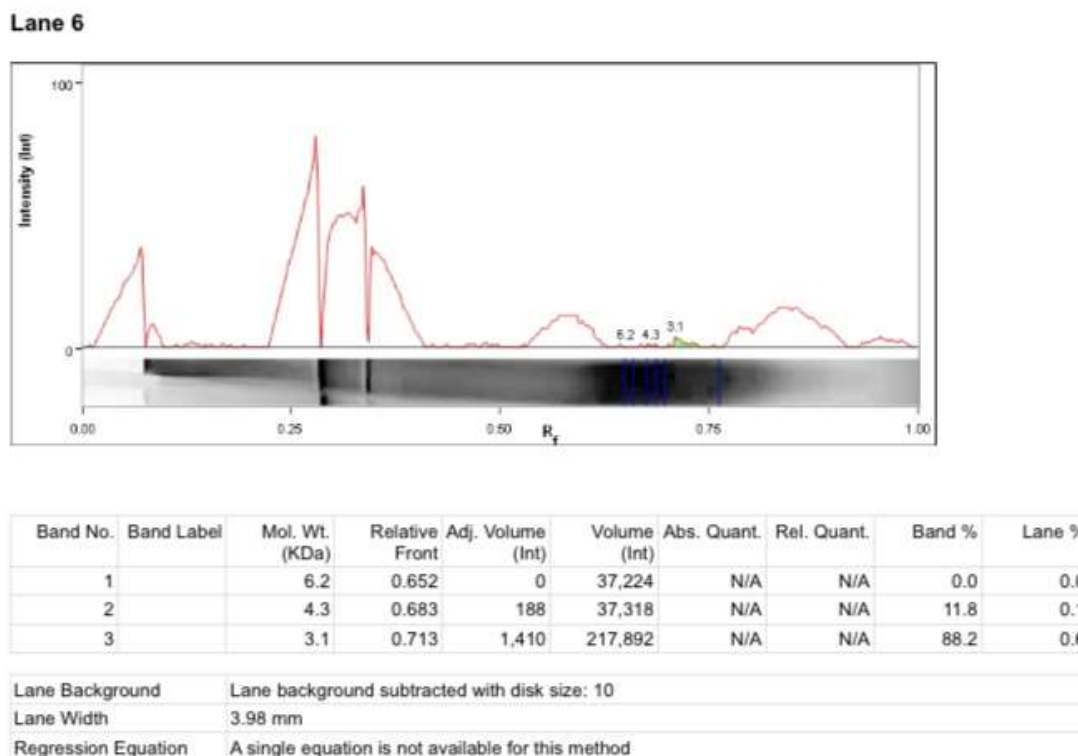 Lane 6
100
Intensity (Int)
0
6.2 4.3 3.1
0.00 0.25 0.50 0.75 1.00
Rf
Band No. Band Label Mol. Wt. (KDa) Relative Front Adj. Volume (Int) Volume (Int) Abs. Quant. Rel. Quant. Band % Lane %
1 6.2 0.652 0 37,224 N/A N/A 0.0
2 4.3 0.683 188 37,318 N/A N/A 11.8
3 3.1 0.713 1,410 217,892 N/A N/A 88.2
Lane Background Lane background subtracted with disk size: 10
Lane Width 3.98 mm
Regression Equation A single equation is not available for this method